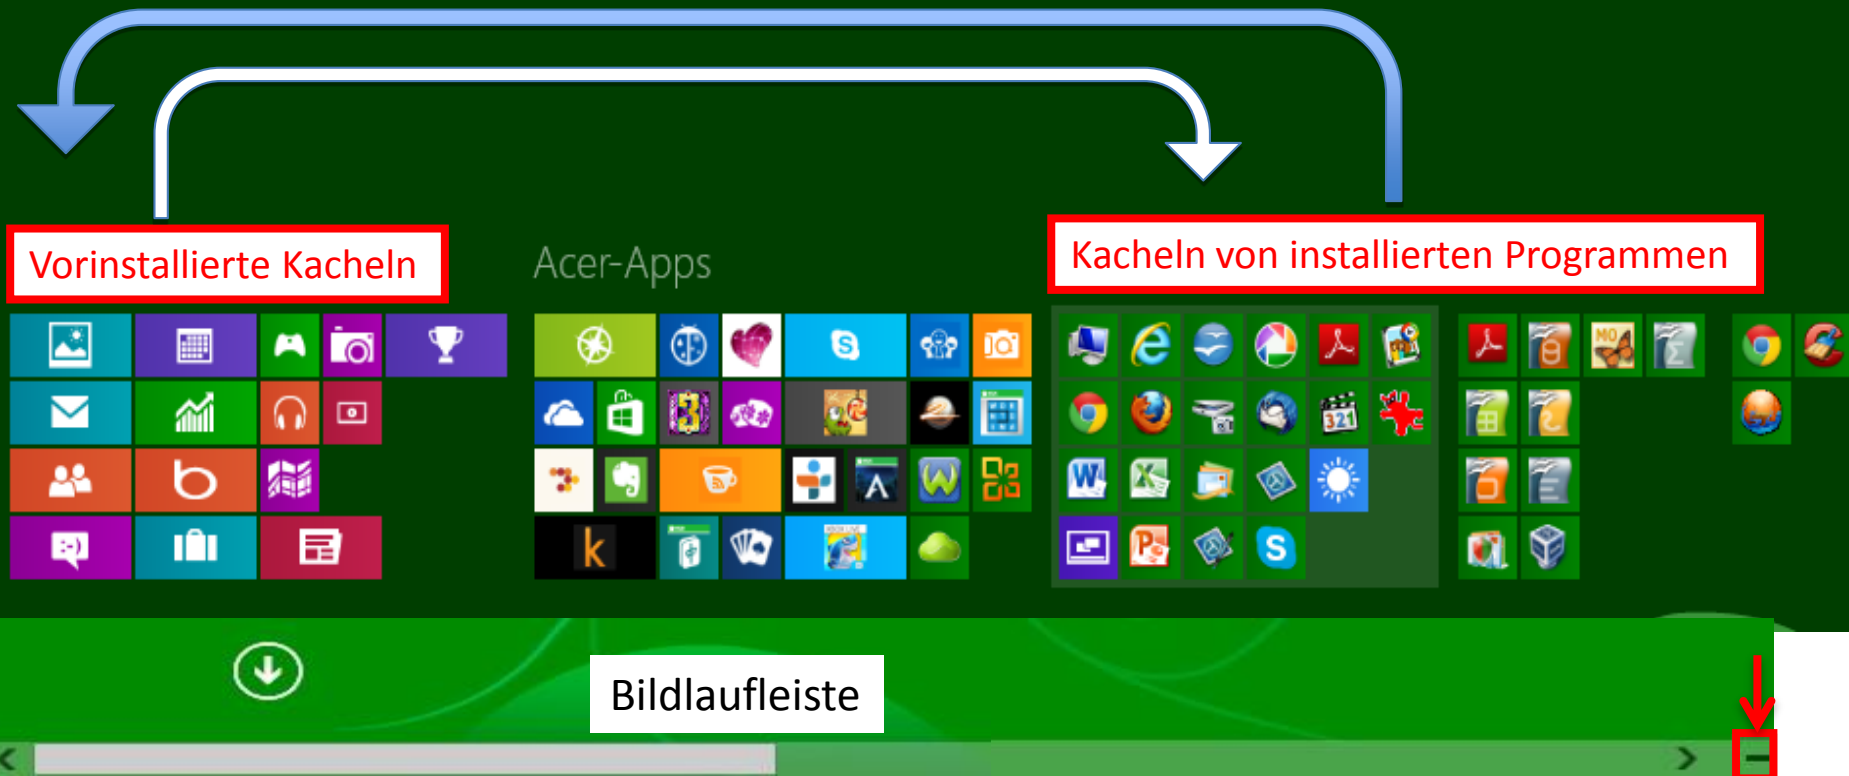 Vorinstallierte Kacheln
Acer-Apps
Kacheln von installierten Programmen
Bildlaufleiste